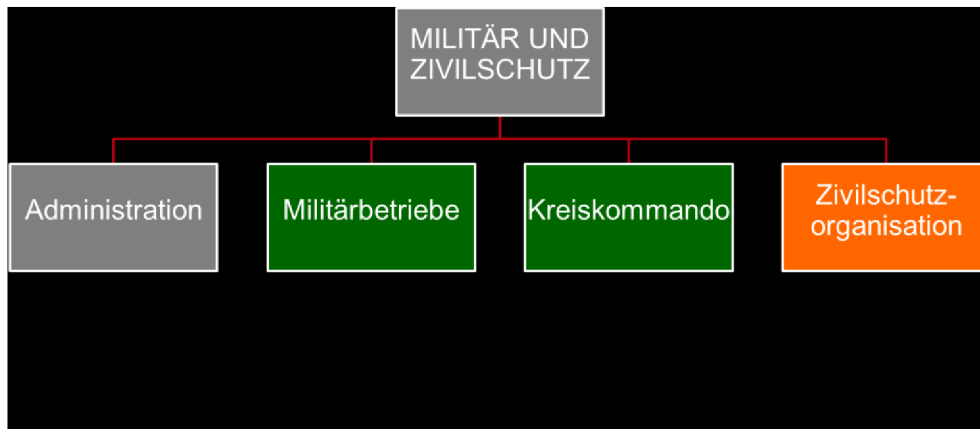 MILITÄR UND
ZIVILSCHUTZ
Administration
Militärbetriebe
Kreiskommando
Zivilschutz-
organisation